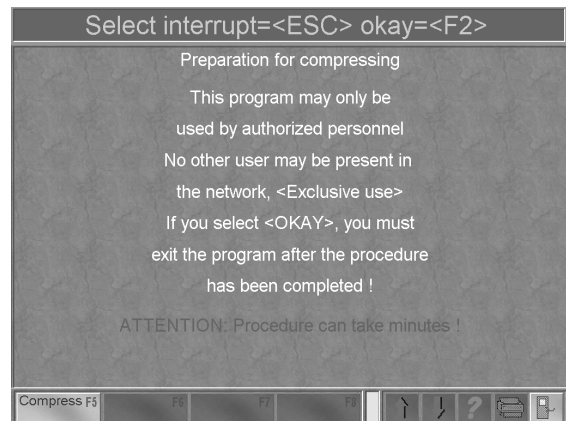 Select interrupt=<ESC> okay=<F2>
Preparation for compressing
This program may only be
used by authorized personnel
No other user may be present in
the network, <Exclusive use>
If you select <OKAY>, you must
exit the program after the procedure
has been completed !
ATTENTION: Procedure can take minutes !
Compress F5 F6 F7 F8 ?